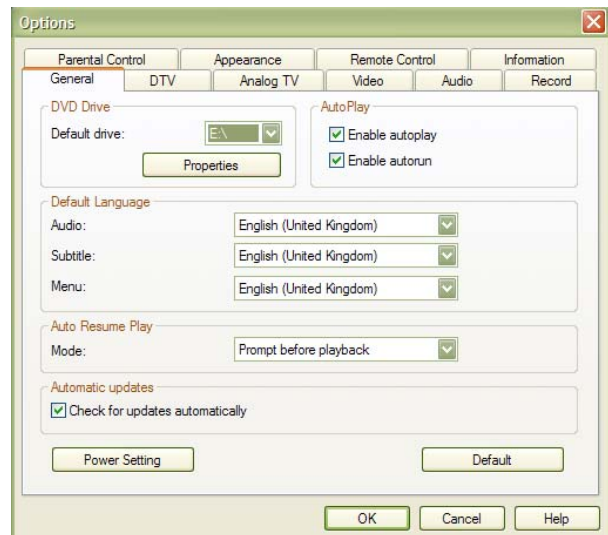 Options
Parental Control Appearance Remote Control Information
General DTV Analog TV Video Audio Record
DVD Drive AutoPlay
Default drive: E:\ Enable autoplay
Properties Enable autorun
Default Language
Audio: English (United Kingdom)
Subtitle: English (United Kingdom)
Menu: English (United Kingdom)
Auto Resume Play
Mode: Prompt before playback
Automatic updates
Check for updates automatically
Power Setting Default
OK Cancel Help